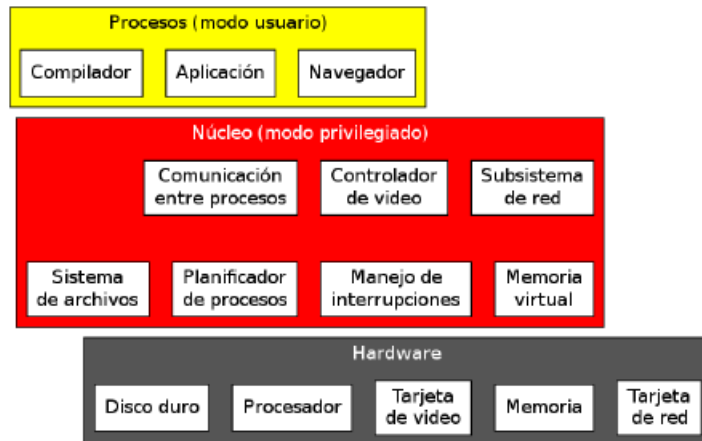 Procesos (modo usuario)
Compilador
Aplicación
Navegador
Núcleo (modo privilegiado)
Comunicación
entre procesos
Controlador
de video
Subsistema
de red
Sistema
de archivos
Planificador
de procesos
Manejo de
interrupciones
Memoria
virtual
Hardware
Disco duro
Procesador
Tarjeta
de video
Memoria
Tarjeta
de red